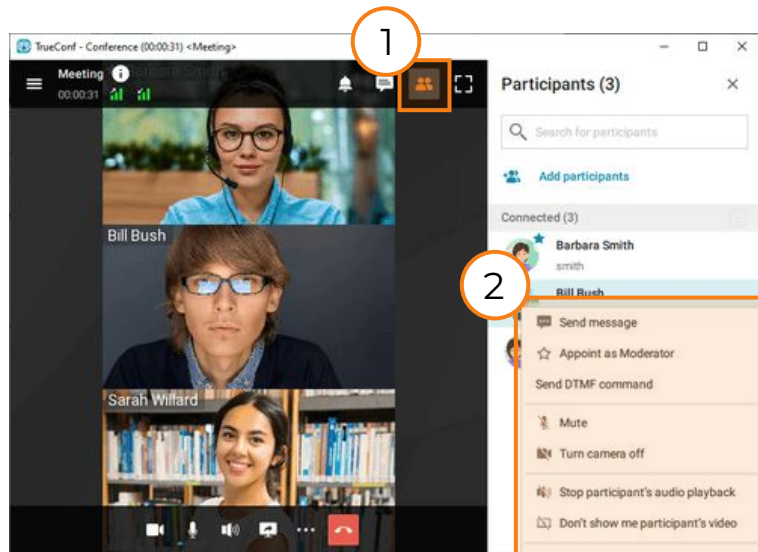 1
TrueConf - Conference (00:00:31) <Meeting>
Meeting
00:00:31
Barbara Smith
Bill Bush
Sarah Willard
Participants (3)
Search for participants
Add participants
Connected (3)
Barbara Smith
smith
2
Bill Bush
Send message
Appoint as Moderator
Send DTMF command
Mute
Turn camera off
Stop participant's audio playback
Don't show me participant's video